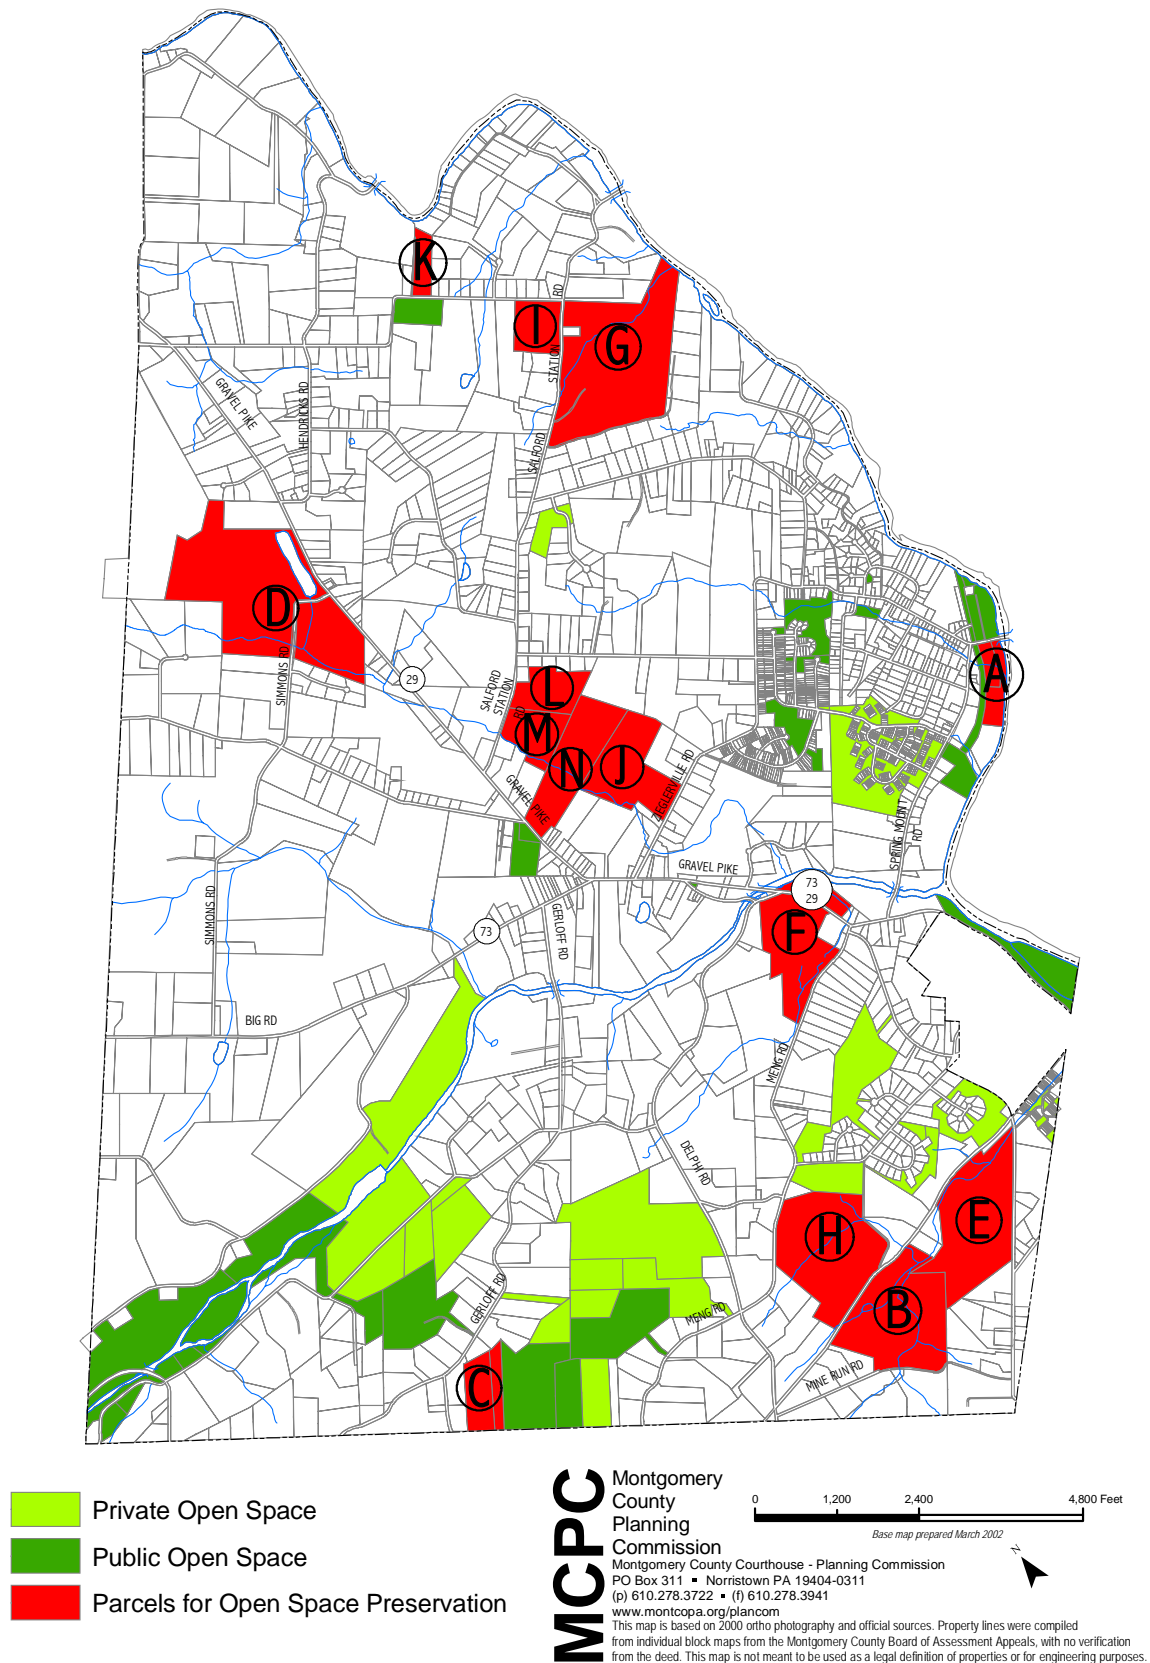 K
I
G
STATION RD
SALFORD
GRAVEL PIKE
HENDRICKS RD
D
SIMMONS RD
29
SALFORD
STATION
RD
L
M
N
J
A
GRAVEL PIKE
ZIEGLERVILLE RD
SPRING MOUNT
RD
GRAVEL PIKE
73
29
F
SIMMONS RD
73
GERLOFF RD
BIG RD
MENG RD
DELPHI RD
H
E
B
GERLOFF RD
MENG RD
MINE RUN RD
C
Private Open Space
Public Open Space
Parcels for Open Space Preservation
MCPC
Montgomery
County
Planning
Commission
0 1,200 2,400 4,800 Feet
Base map prepared March 2002
N
Montgomery County Courthouse - Planning Commission
PO Box 311 ▪ Norristown PA 19404-0311
(p) 610.278.3722 ▪ (f) 610.278.3941
www.montcopa.org/plancom
This map is based on 2000 ortho photography and official sources. Property lines were compiled
from individual block maps from the Montgomery County Board of Assessment Appeals, with no verification
from the deed. This map is not meant to be used as a legal definition of properties or for engineering purposes.